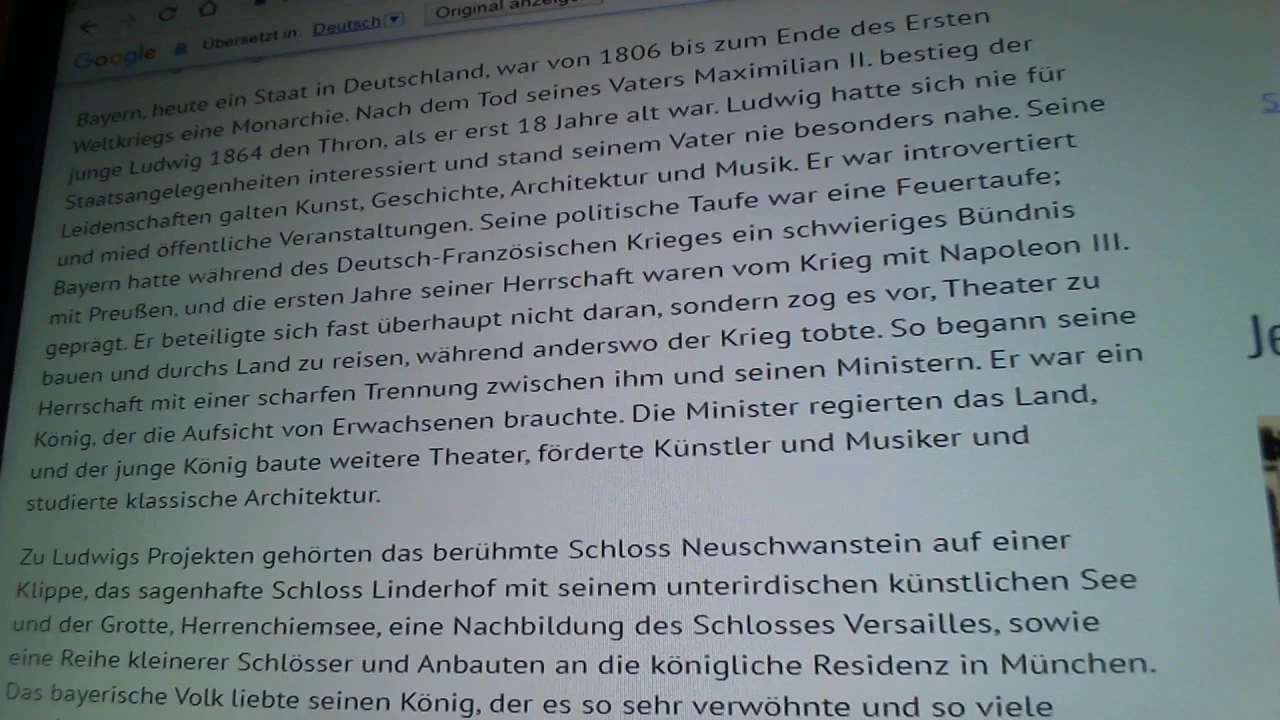 Google Übersetzt in: Deutsch Original
Bayern, heute ein Staat in Deutschland, war von 1806 bis zum Ende des Ersten
Weltkriegs eine Monarchie. Nach dem Tod seines Vaters Maximilian II. bestieg der
junge Ludwig 1864 den Thron, als er erst 18 Jahre alt war. Ludwig hatte sich nie für
Staatsangelegenheiten interessiert und stand seinem Vater nie besonders nahe. Seine
Leidenschaften galten Kunst, Geschichte, Architektur und Musik. Er war introvertiert
und mied öffentliche Veranstaltungen. Seine politische Taufe war eine Feuertaufe;
Bayern hatte während des Deutsch-Französischen Krieges ein schwieriges Bündnis
mit Preußen, und die ersten Jahre seiner Herrschaft waren vom Krieg mit Napoleon III.
geprägt. Er beteiligte sich fast überhaupt nicht daran, sondern zog es vor, Theater zu
bauen und durchs Land zu reisen, während anderswo der Krieg tobte. So begann seine
Herrschaft mit einer scharfen Trennung zwischen ihm und seinen Ministern. Er war ein
König, der die Aufsicht von Erwachsenen brauchte. Die Minister regierten das Land,
und der junge König baute weitere Theater, förderte Künstler und Musiker und
studierte klassische Architektur.
Zu Ludwigs Projekten gehörten das berühmte Schloss Neuschwanstein auf einer
Klippe, das sagenhafte Schloss Linderhof mit seinem unterirdischen künstlichen See
und der Grotte, Herrenchiemsee, eine Nachbildung des Schlosses Versailles, sowie
eine Reihe kleinerer Schlösser und Anbauten an die königliche Residenz in München.
Das bayerische Volk liebte seinen König, der es so sehr verwöhnte und so viele